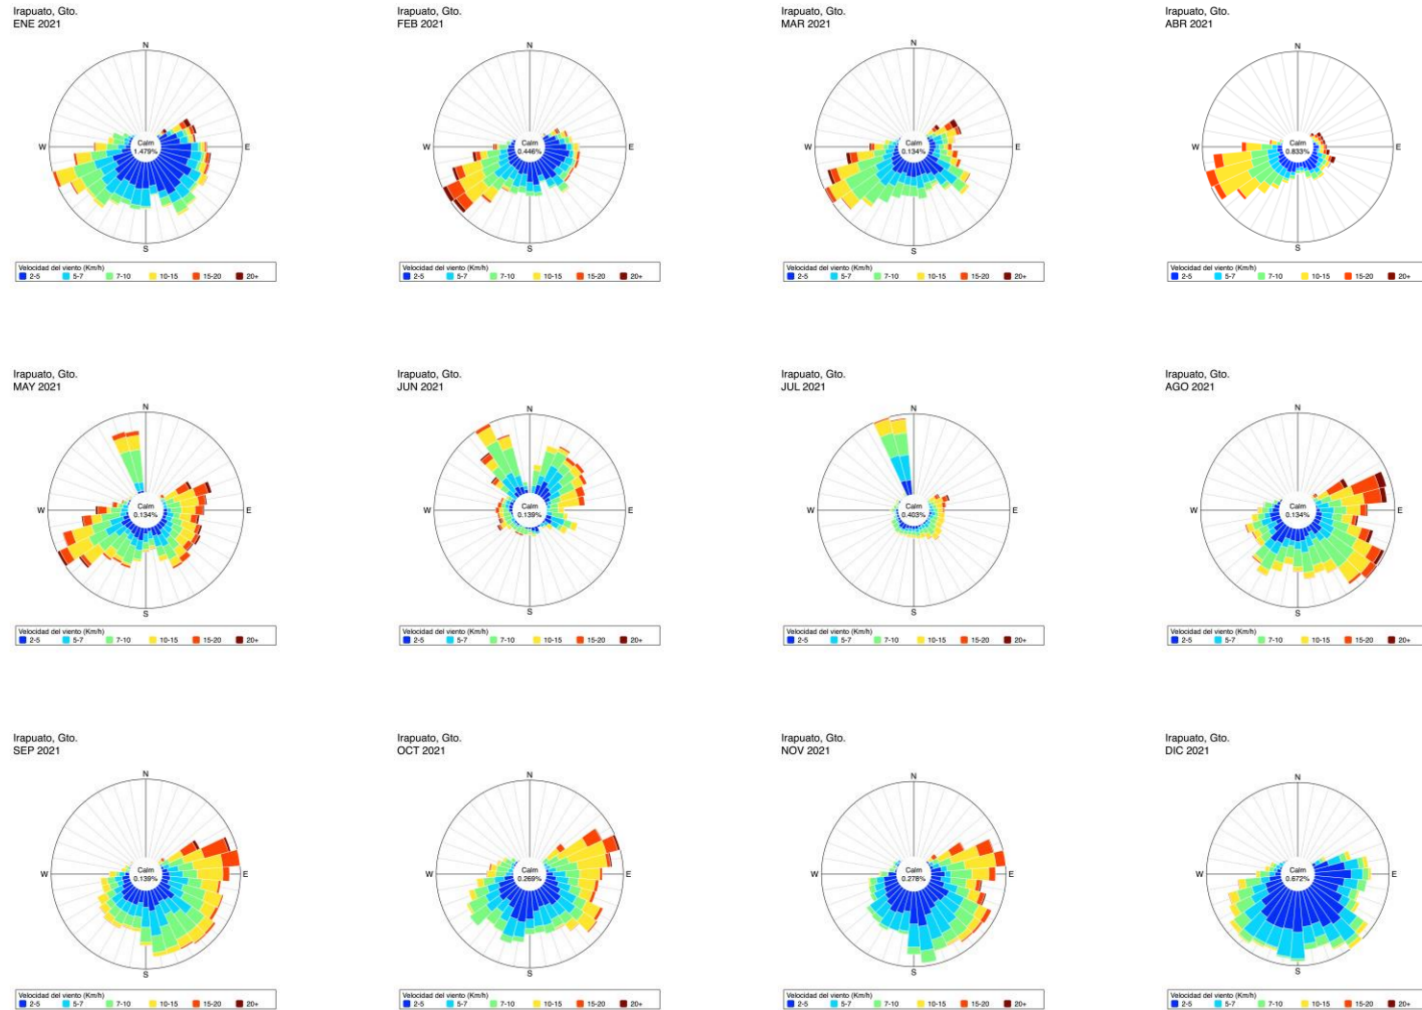 Irapuato, Gto.
ENE 2021
N
W
Calm
1.479%
E
S
Velocidad del viento (Km/h)
2-5 5-7 7-10 10-15 15-20 20+
Irapuato, Gto.
FEB 2021
N
W
Calm
0.446%
E
S
Velocidad del viento (Km/h)
2-5 5-7 7-10 10-15 15-20 20+
Irapuato, Gto.
MAR 2021
N
W
Calm
0.134%
E
S
Velocidad del viento (Km/h)
2-5 5-7 7-10 10-15 15-20 20+
Irapuato, Gto.
ABR 2021
N
W
Calm
0.833%
E
S
Velocidad del viento (Km/h)
2-5 5-7 7-10 10-15 15-20 20+
Irapuato, Gto.
MAY 2021
N
W
Calm
0.134%
E
S
Velocidad del viento (Km/h)
2-5 5-7 7-10 10-15 15-20 20+
Irapuato, Gto.
JUN 2021
N
W
Calm
0.139%
E
S
Velocidad del viento (Km/h)
2-5 5-7 7-10 10-15 15-20 20+
Irapuato, Gto.
JUL 2021
N
W
Calm
0.403%
E
S
Velocidad del viento (Km/h)
2-5 5-7 7-10 10-15 15-20 20+
Irapuato, Gto.
AGO 2021
N
W
Calm
0.134%
E
S
Velocidad del viento (Km/h)
2-5 5-7 7-10 10-15 15-20 20+
Irapuato, Gto.
SEP 2021
N
W
Calm
0.139%
E
S
Velocidad del viento (Km/h)
2-5 5-7 7-10 10-15 15-20 20+
Irapuato, Gto.
OCT 2021
N
W
Calm
0.269%
E
S
Velocidad del viento (Km/h)
2-5 5-7 7-10 10-15 15-20 20+
Irapuato, Gto.
NOV 2021
N
W
Calm
0.278%
E
S
Velocidad del viento (Km/h)
2-5 5-7 7-10 10-15 15-20 20+
Irapuato, Gto.
DIC 2021
N
W
Calm
0.672%
E
S
Velocidad del viento (Km/h)
2-5 5-7 7-10 10-15 15-20 20+